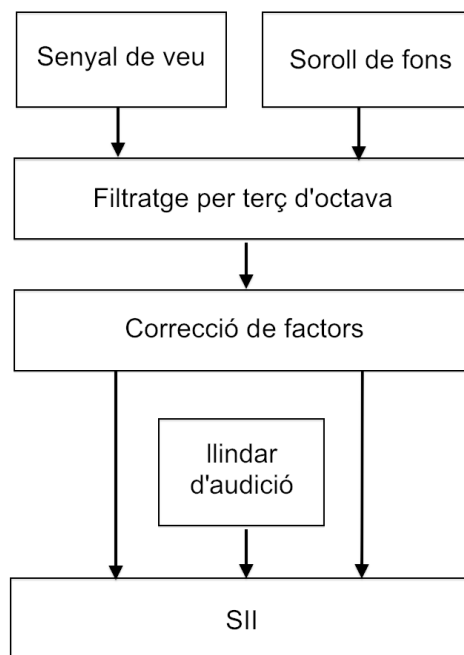 Senyal de veu
Soroll de fons
Filtratge per terç d'octava
Correcció de factors
llindar
d'audició
SII